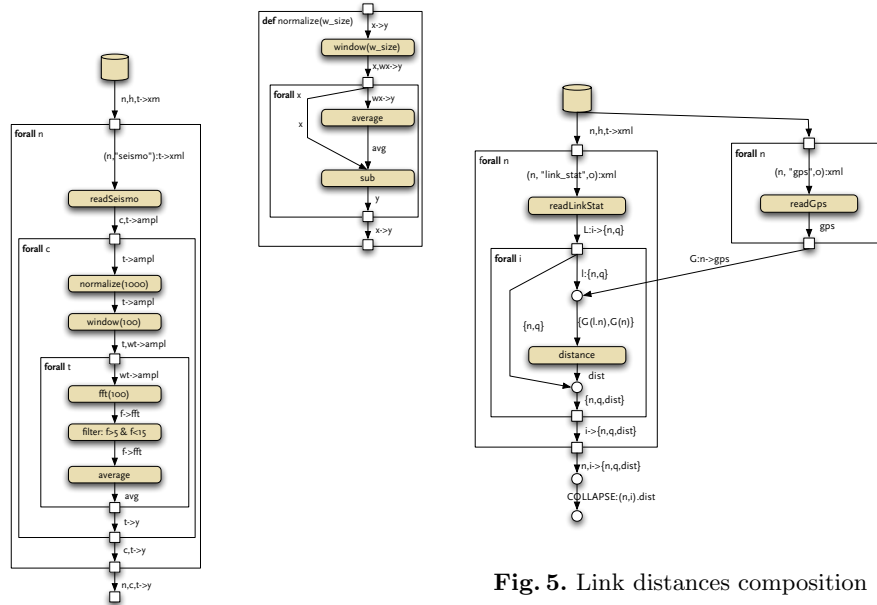 n,h,t->xm
forall n
(n,"seismo"):t->xml
readSeismo
c,t->ampl
forall c
t->ampl
normalize(1000)
t->ampl
window(100)
t,wt->ampl
forall t
wt->ampl
fft(100)
f->fft
filter: f>5 & f<15
f->fft
average
avg
t->y
c,t->y
n,c,t->y
def normalize(w_size)
x->y
window(w_size)
x,wx->y
forall x
wx->y
x
average
avg
sub
y
x->y
n,h,t->xml
forall n
(n, "link_stat",0):xml
readLinkStat
L:i->{n,q}
forall i
l:{n,q}
{n,q}
{G(l.n),G(n)}
distance
dist
{n,q,dist}
i->{n,q,dist}
n,i->{n,q,dist}
COLLAPSE:(n,i).dist
forall n
(n, "gps",0):xml
readGps
gps
G:n->gps
Fig. 5. Link distances composition